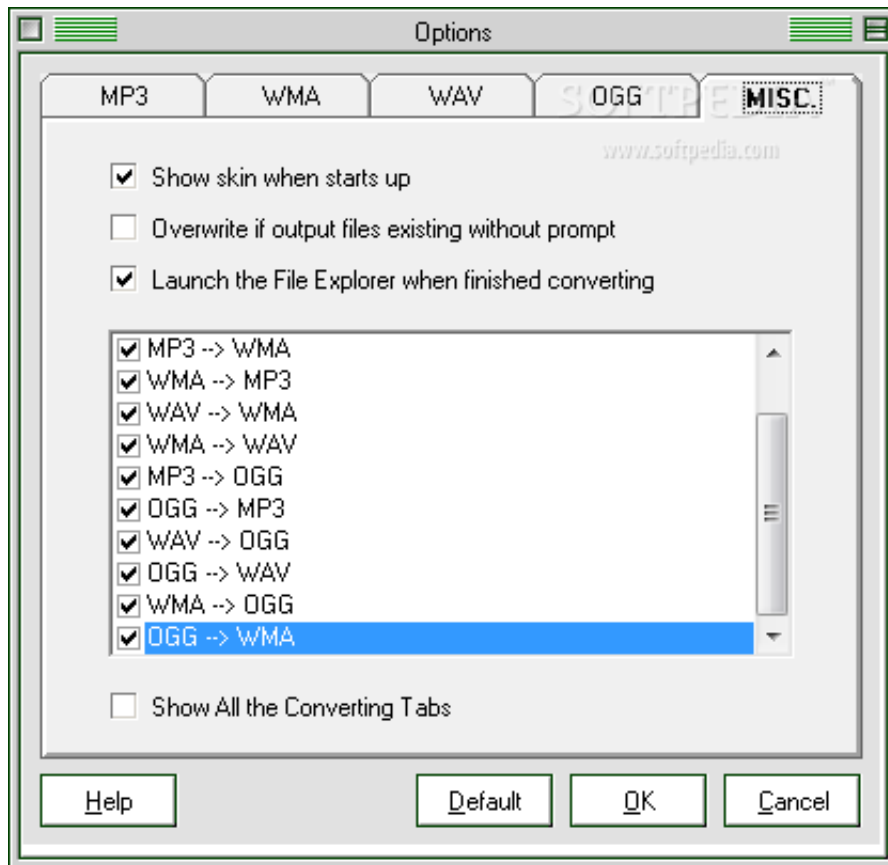 Options
MP3 WMA WAV OGG MISC.
SOFTPEDIA
www.softpedia.com
Show skin when starts up
Overwrite if output files existing without prompt
Launch the File Explorer when finished converting
MP3 --> WMA
WMA --> MP3
WAV --> WMA
WMA --> WAV
MP3 --> OGG
OGG --> MP3
WAV --> OGG
OGG --> WAV
WMA --> OGG
OGG --> WMA
Show All the Converting Tabs
Help Default OK Cancel